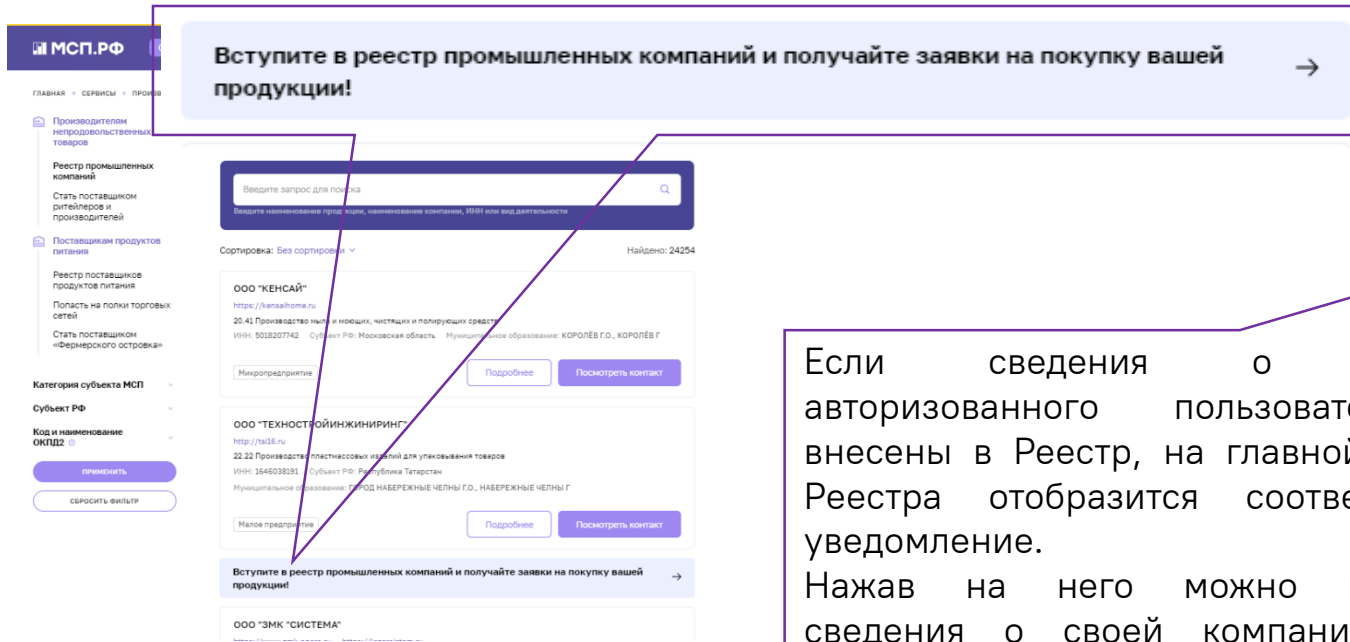 МСП.РФ
Вступите в реестр промышленных компаний и получайте заявки на покупку вашей
продукции!
ГЛАВНАЯ СЕРВИСЫ
Производителям
непродовольственных
товаров
Реестр промышленных
компаний
Стать поставщиком
ритейлеров и
производителей
Поставщикам продуктов
питания
Реестр поставщиков
продуктов питания
Попасть на полки торговых
сетей
Стать поставщиком
«Фермерского островка»
Категория субъекта МСП
Субъект РФ
Код и наименование
ОКПД2
ПРИМЕНИТЬ
СБРОСИТЬ ФИЛЬТР
Введите запрос для поиска
Введите наименование продукции, наименование компании, ИНН или вид деятельности
Сортировка: Без сортировки
Найдено: 24254
ООО "КЕНСАЙ"
https://kensaihome.ru
20.41 Производство мыла и моющих, чистящих и полирующих средств
ИНН: 5018207742 Субъект РФ: Московская область Муниципальное образование: КОРОЛЁВ Г.О., КОРОЛЁВ Г
Микропредприятие
Подробнее
Посмотреть контакт
ООО "ТЕХНОСТРОЙИНЖИНИРИНГ"
http://tsi16.ru
22.22 Производство пластмассовых изделий для упаковывания товаров
ИНН: 1646038191 Субъект РФ: Республика Татарстан
Муниципальное образование: ГОРОД НАБЕРЕЖНЫЕ ЧЕЛНЫ Г.О., НАБЕРЕЖНЫЕ ЧЕЛНЫ Г
Малое предприятие
Подробнее
Посмотреть контакт
Вступите в реестр промышленных компаний и получайте заявки на покупку вашей
продукции!
ООО "ЗМК "СИСТЕМА"
Если сведения о
авторизованного пользовате
внесены в Реестр, на главной
Реестра отобразится соотве
уведомление.
Нажав на него можно
сведения о своей компани